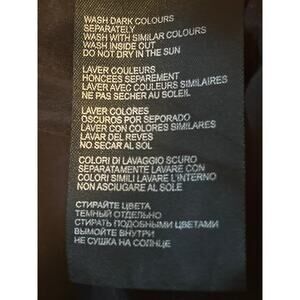 WASH DARK COLOURS
SEPARATELY
WASH WITH SIMILAR COLOURS
WASH INSIDE OUT
DO NOT DRY IN THE SUN
LAVER COULEURS
HONCEES SEPAREMENT
LAVER AVEC COULEURS SIMILAIRES
NE PAS SECHER AU SOLEIL.
LAVER COLORES
OSCUROS POR SEPORADO
LAVAR CON COLORES SIMILARES
LAVAR DEL REVES
NO SECAR AL SOL
COLORI DI LAVAGGIO SCURO
SEPARATAMENTE LAVARE CON
COLORI SIMILI LAVARE L'INTERNO
NON ASCIUGARE AL SOLE
СТИРАЙТЕ ЦВЕТА
ТЕМНЫЙ ОТДЕЛЬНО
СТИРАТЬ ПОДОБНЫМИ ЦВЕТАМИ
ВЫМОЙТЕ ВНУТРИ
НЕ СУШКА НА СОЛНЦЕ